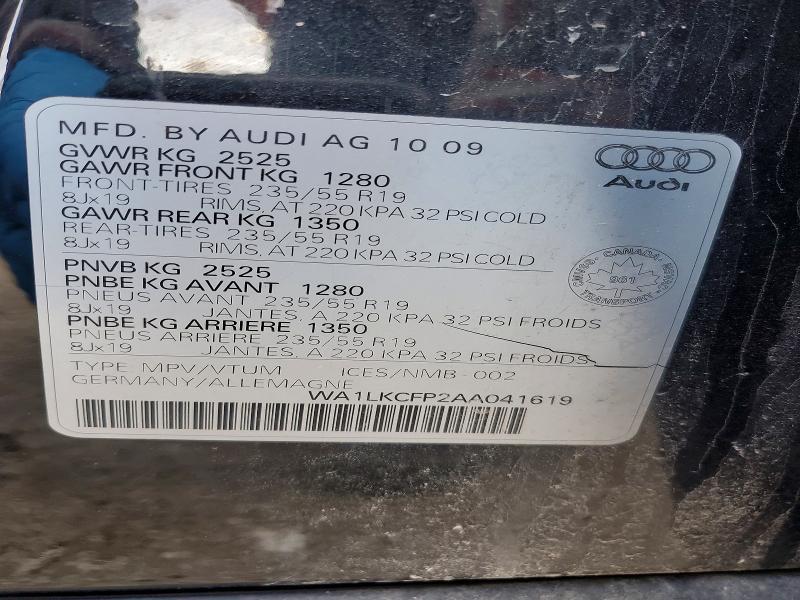 MFD. BY AUDI AG 10 09
GVWR KG 2525
GAWR FRONT KG 1280
FRONT-TIRES 235/55 R19
8Jx19 RIMS, AT 220 KPA 32 PSI COLD
GAWR REAR KG 1350
REAR-TIRES 235/55 R19
8Jx19 RIMS, AT 220 KPA 32 PSI COLD
PNVB KG 2525
PNBE KG AVANT 1280
PNEUS AVANT 235/55 R19
8Jx19 JANTES, A 220 KPA 32 PSI FROIDS
PNBE KG ARRIERE 1350
PNEUS ARRIERE 235/55 R19
8Jx19 JANTES, A 220 KPA 32 PSI FROIDS
TYPE: MPV/VTUM ICES/NMB-002
GERMANY/ALLEMAGNE
WA1LKCFP2AA041619
Audi
CANADA
961
TRANSPORT